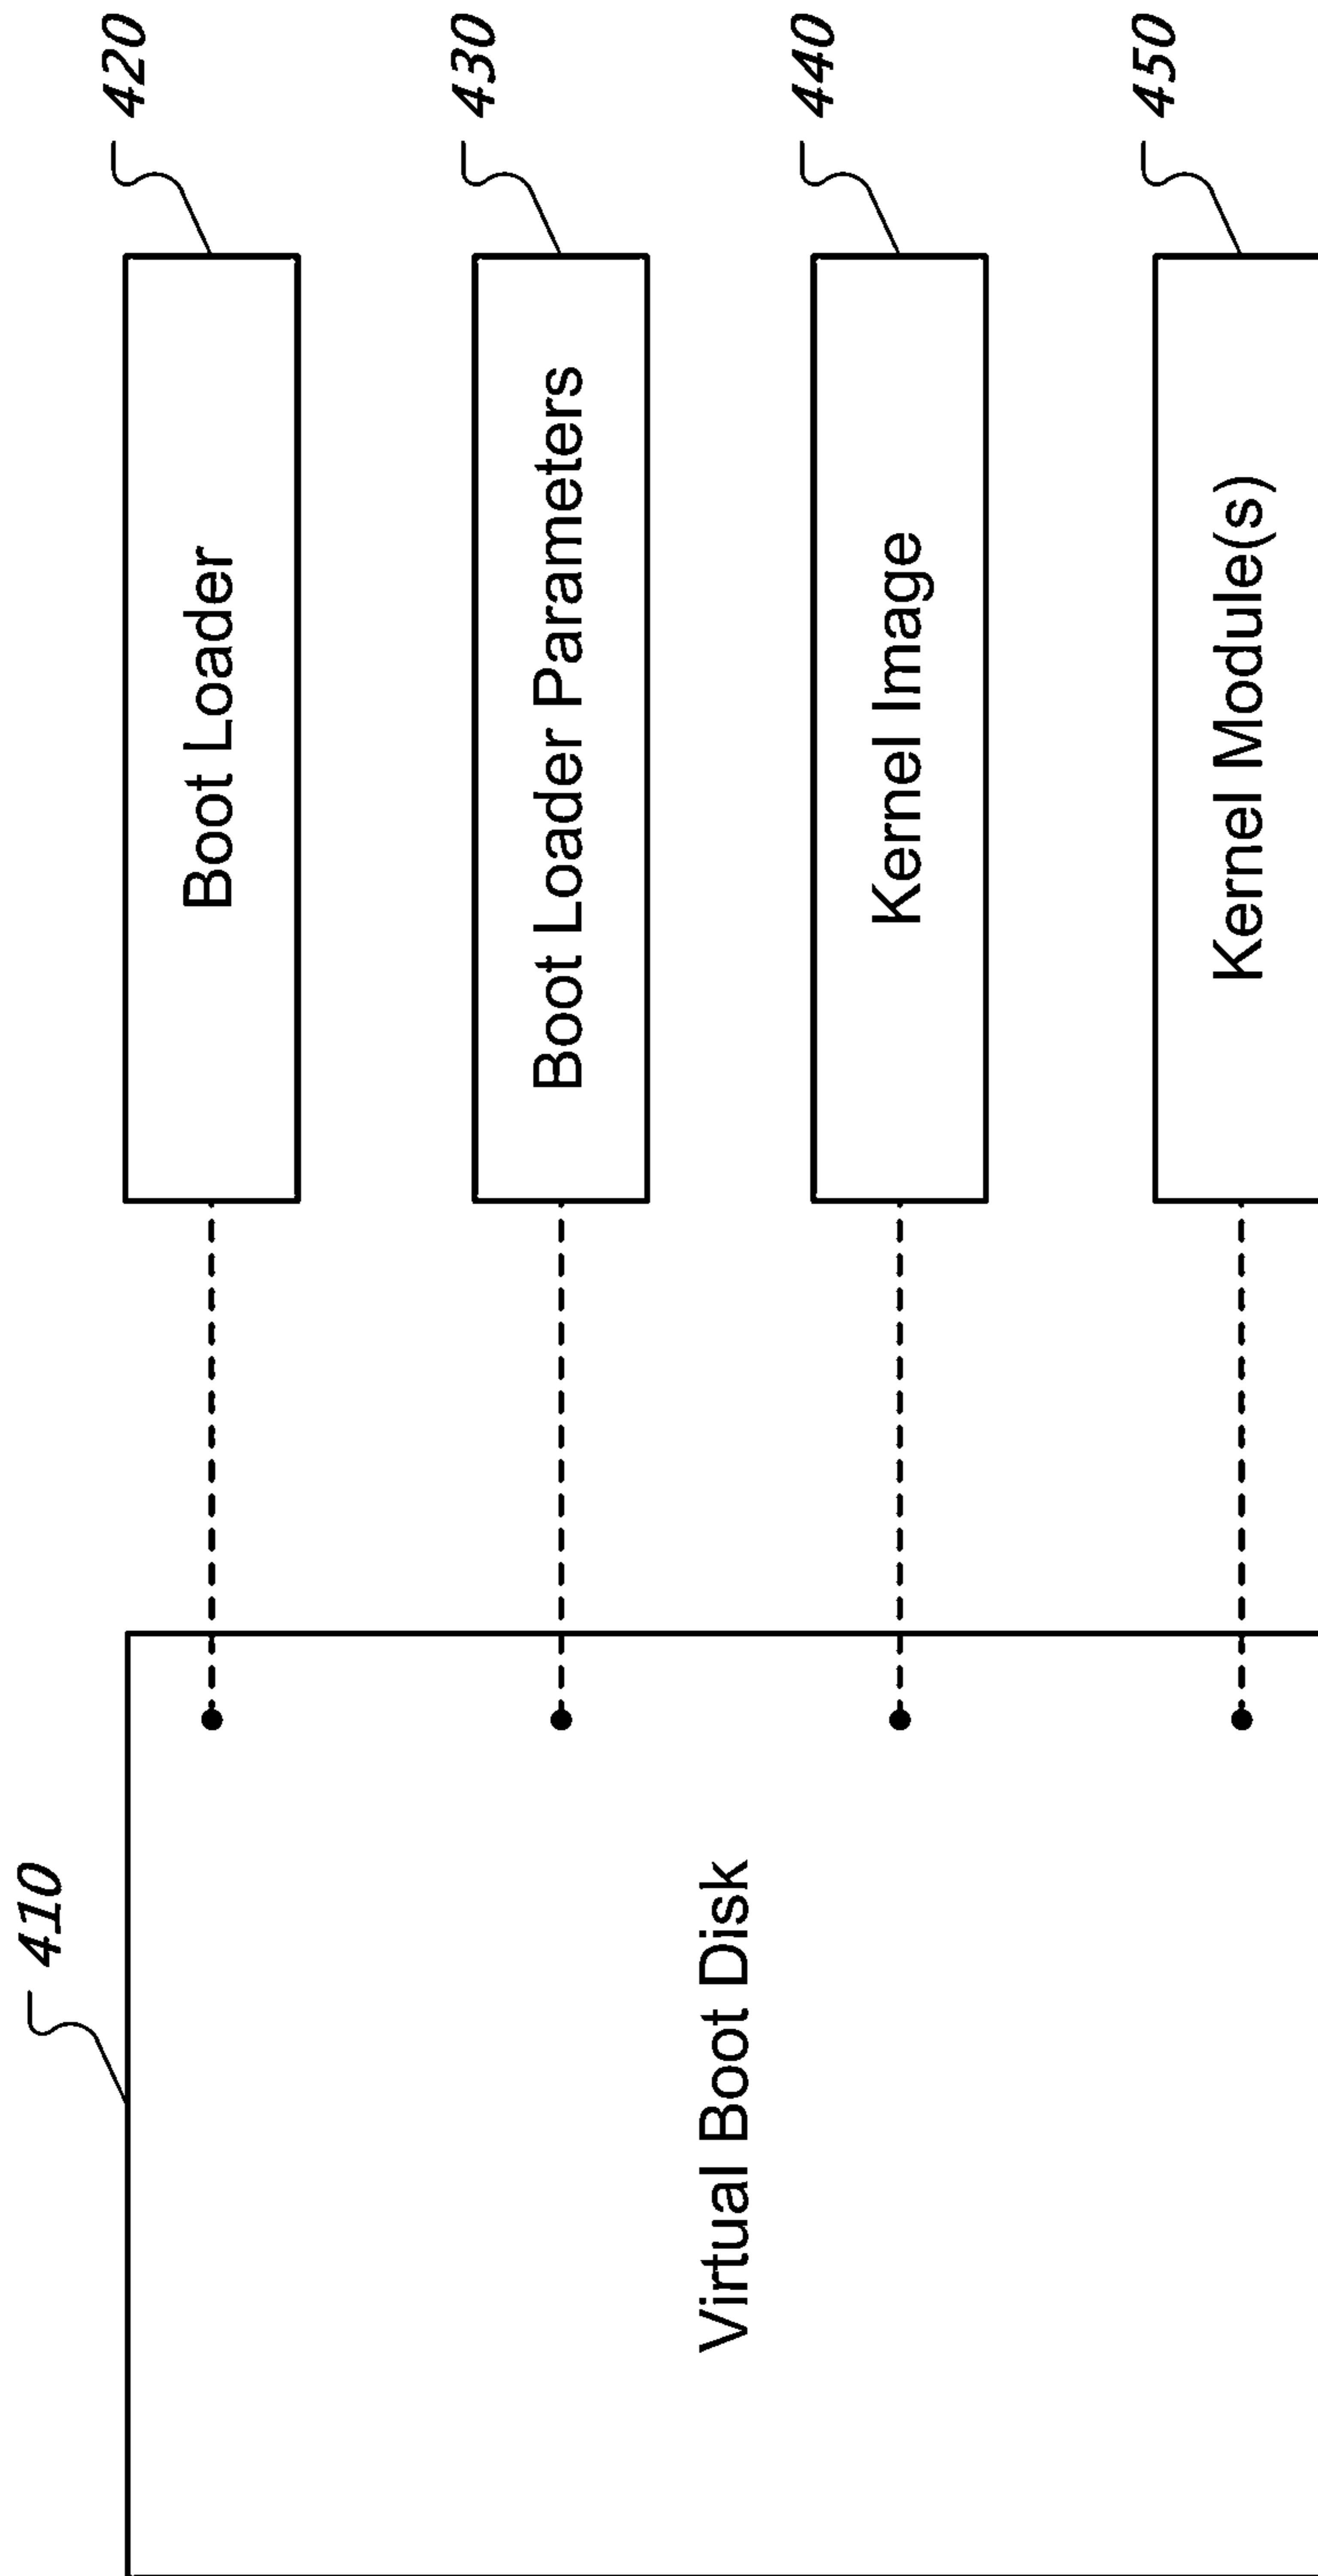 410
Virtual Boot Disk
420
Boot Loader
430
Boot Loader Parameters
440
Kernel Image
450
Kernel Module(s)